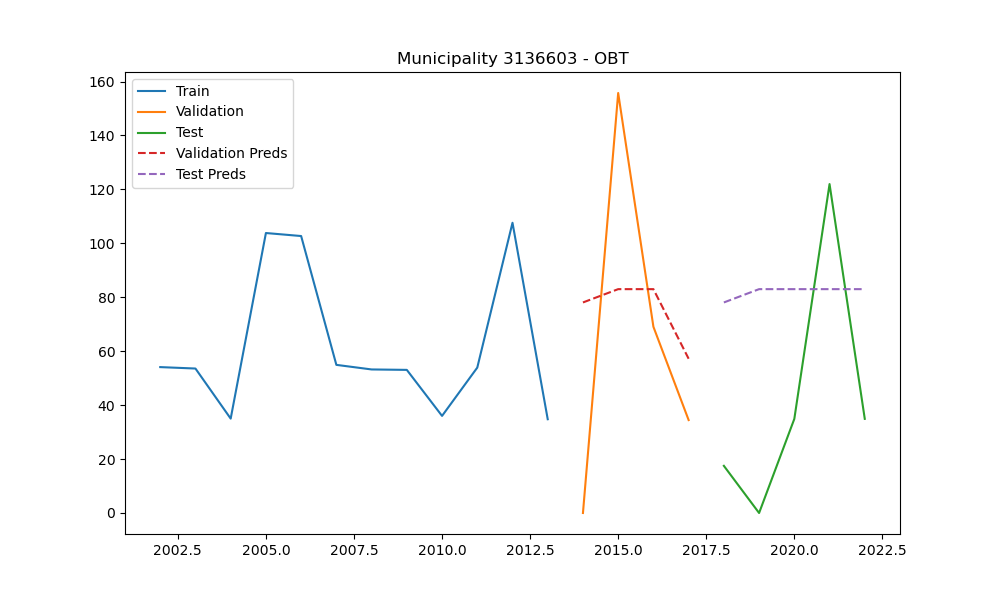 Municipality 3136603 - OBT
160
140
120
100
80
60
40
20
0
Train
Validation
Test
Validation Preds
Test Preds
2002.5 2005.0 2007.5 2010.0 2012.5 2015.0 2017.5 2020.0 2022.5